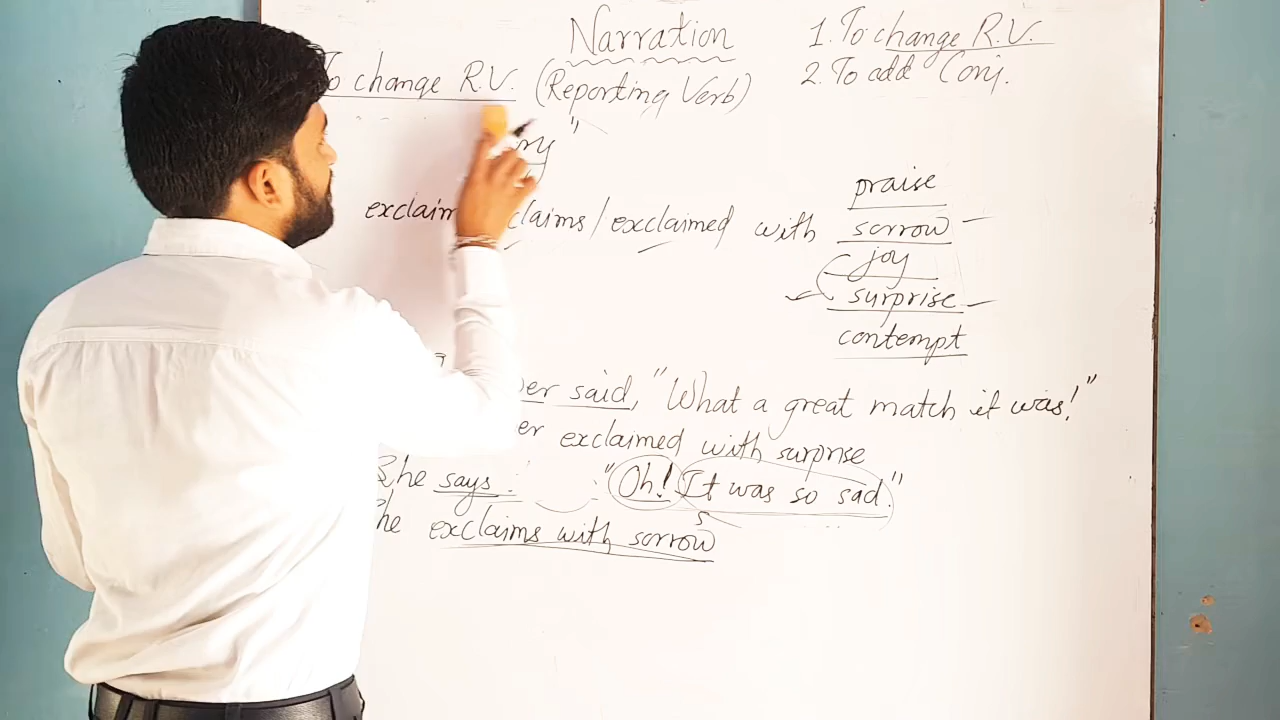 Narration
1. To change R.V.
To change R.V. (Reporting Verb)
2. To add Conj.
"
praise
exclaim claims / exclaimed with sorrow
joy
surprise
contempt
said, "What a great match it was!"
er exclaimed with surprise
She says "Oh! It was so sad."
s
he exclaims with sorrow